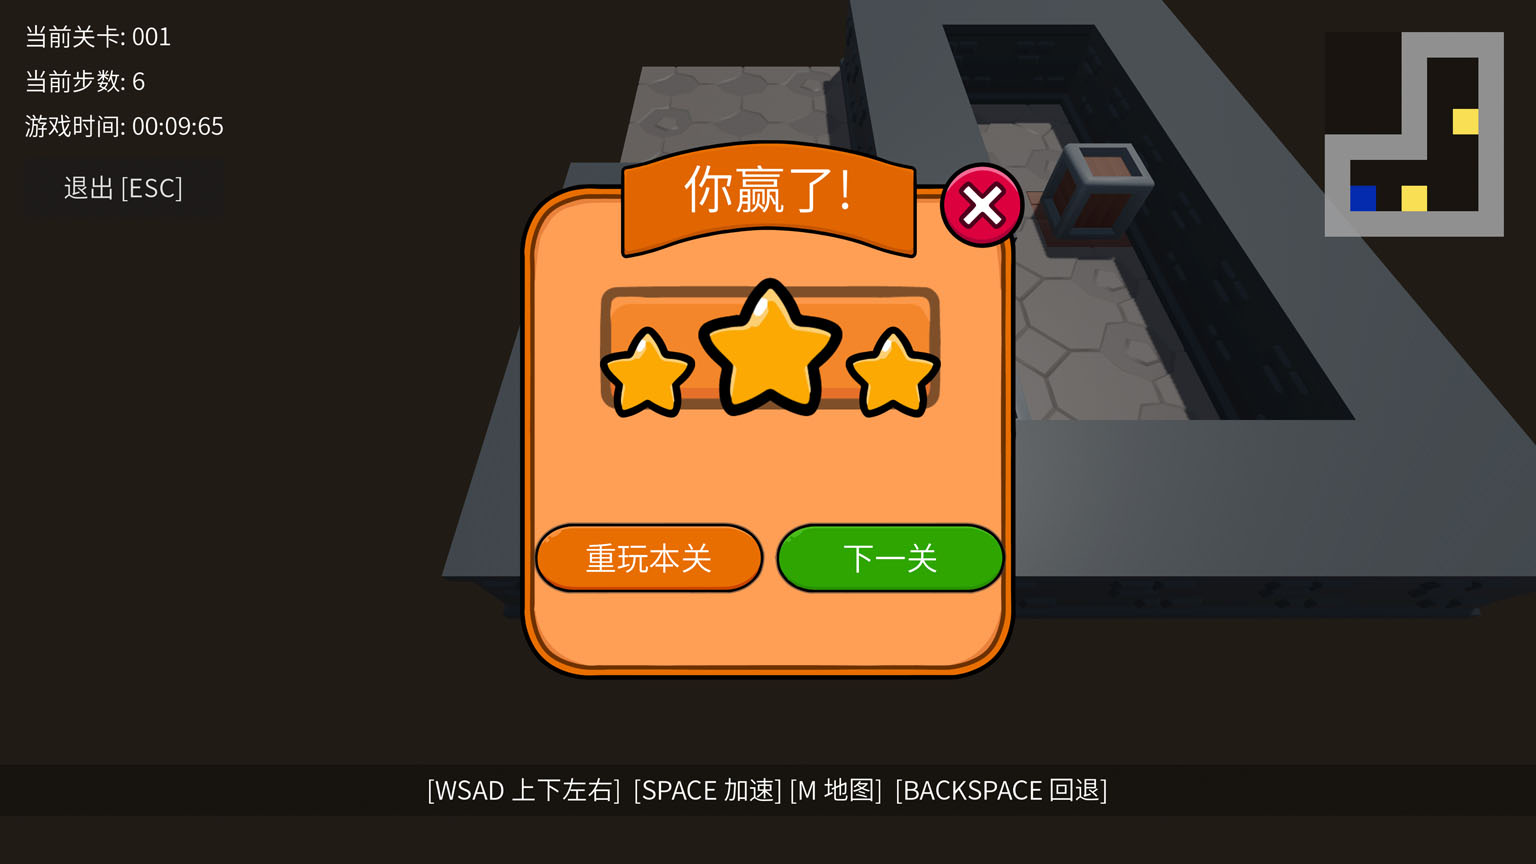 当前关卡: 001
当前步数: 6
游戏时间: 00:09:65
退出 [ESC]
你赢了!
重玩本关
下一关
[WSAD 上下左右] [SPACE 加速] [M 地图] [BACKSPACE 回退]